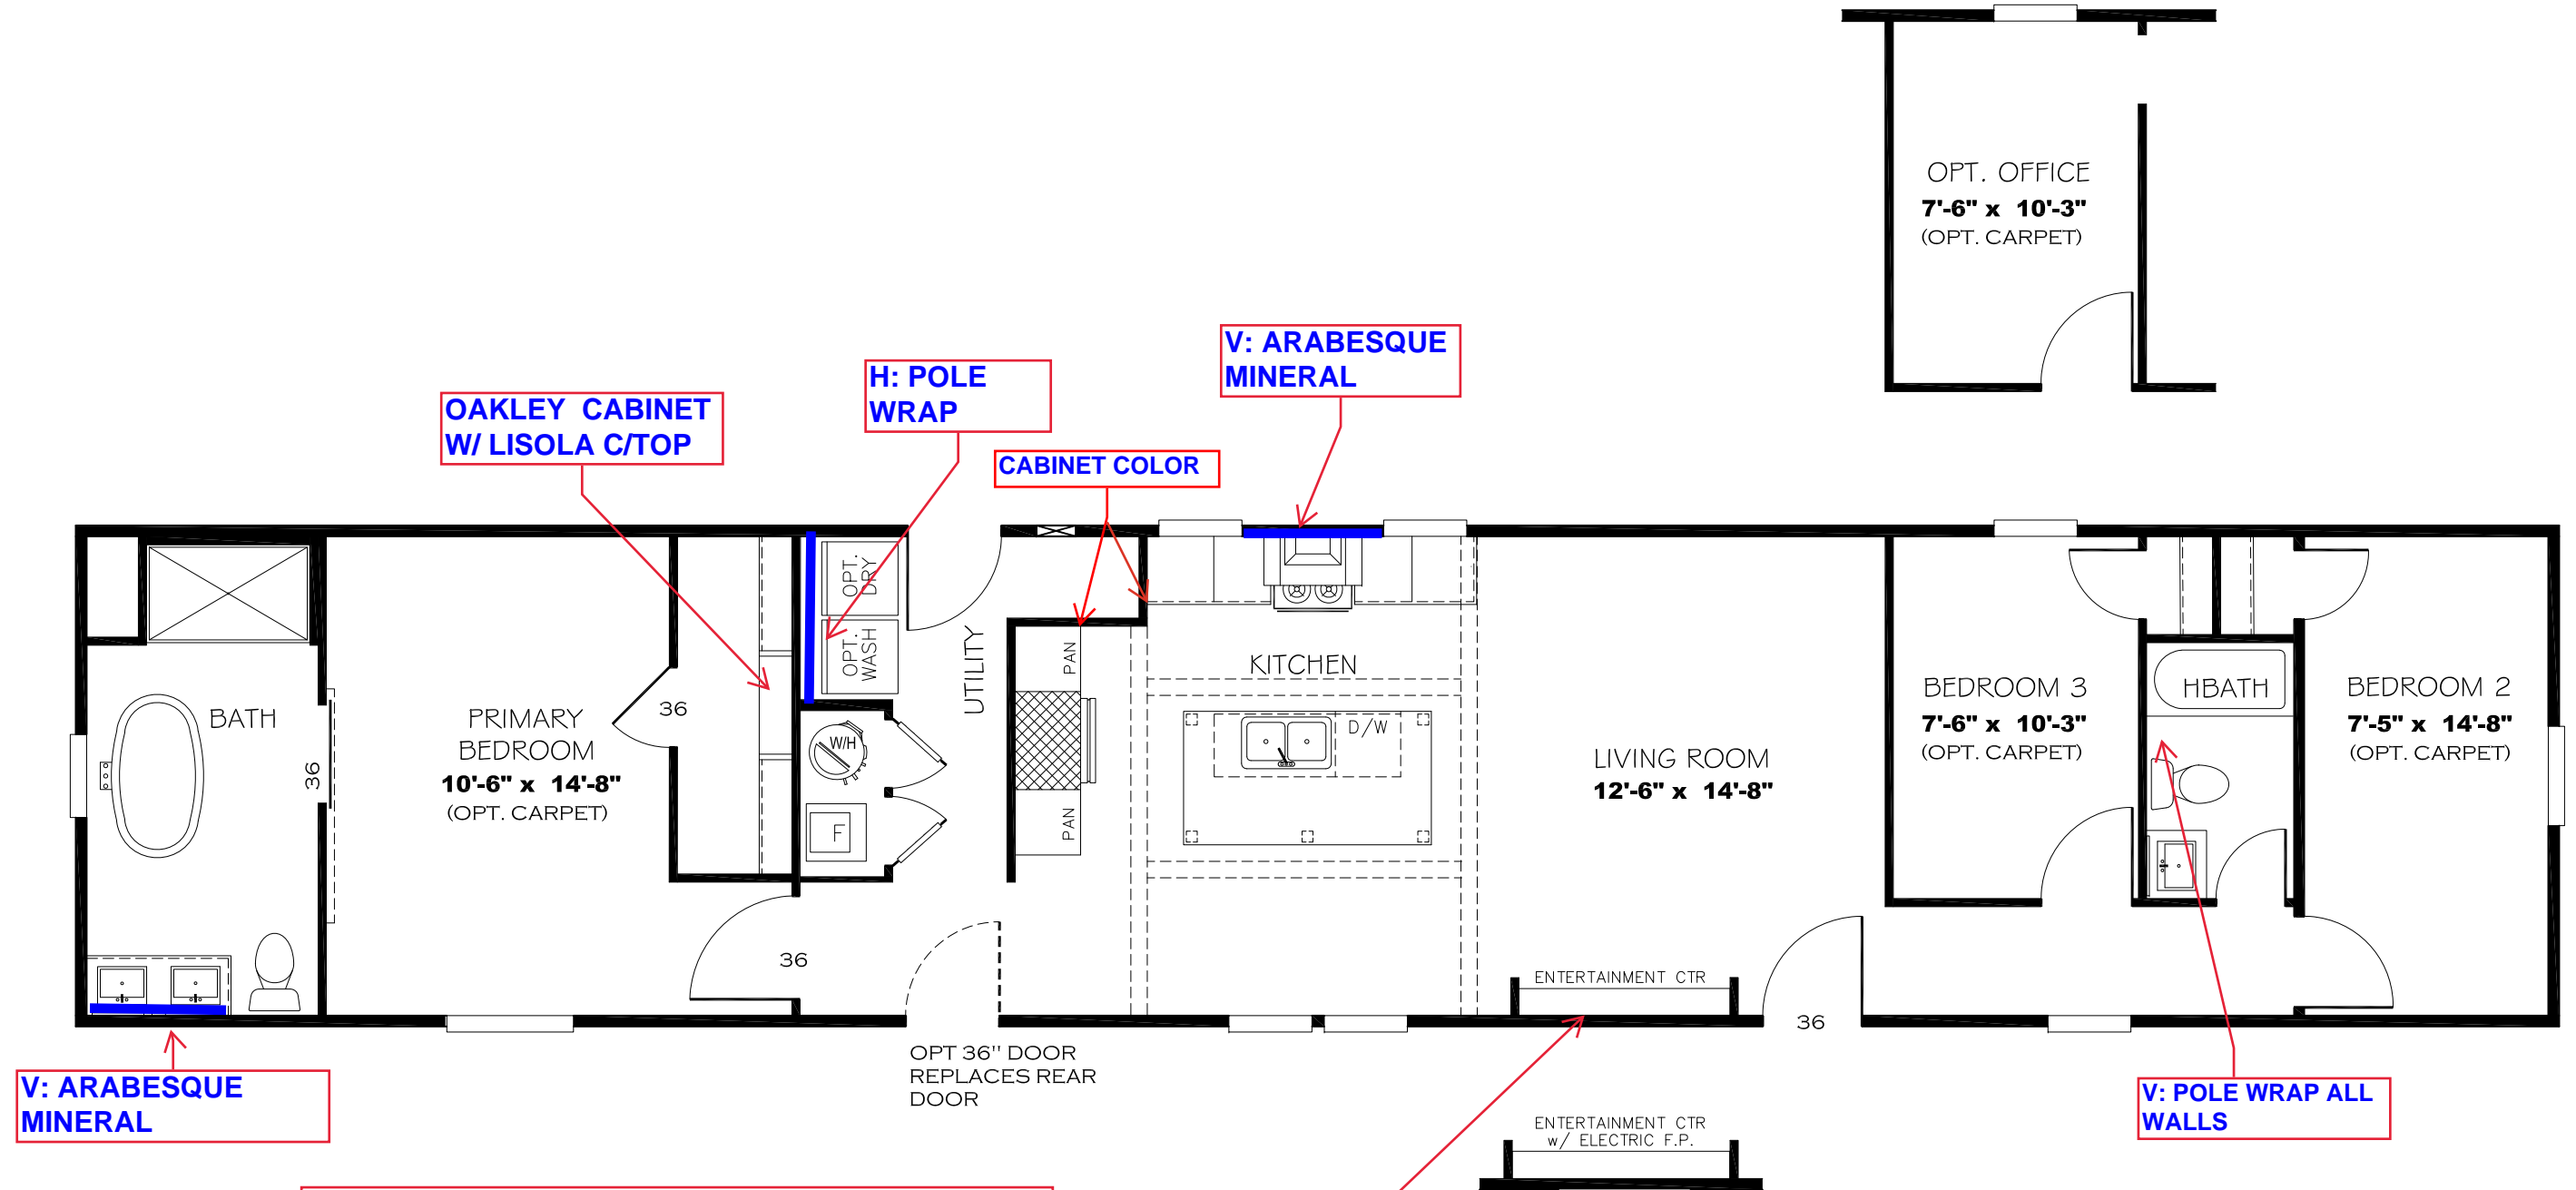 OPT. OFFICE
7'-6" x 10'-3"
(OPT. CARPET)
V: ARABESQUE
MINERAL
H: POLE
WRAP
OAKLEY CABINET
W/ LISOLA C/TOP
CABINET COLOR
OPT.
DRY
OPT.
WASH
UTILITY
PAN
PAN
KITCHEN
D/W
BATH
36
PRIMARY
BEDROOM
10'-6" x 14'-8"
(OPT. CARPET)
36
W/H
F
36
LIVING ROOM
12'-6" x 14'-8"
BEDROOM 3
7'-6" x 10'-3"
(OPT. CARPET)
HBATH
BEDROOM 2
7'-5" x 14'-8"
(OPT. CARPET)
ENTERTAINMENT CTR
36
OPT 36" DOOR
REPLACES REAR
DOOR
V: ARABESQUE
MINERAL
V: POLE WRAP ALL
WALLS
ENTERTAINMENT CTR
w/ ELECTRIC F.P.